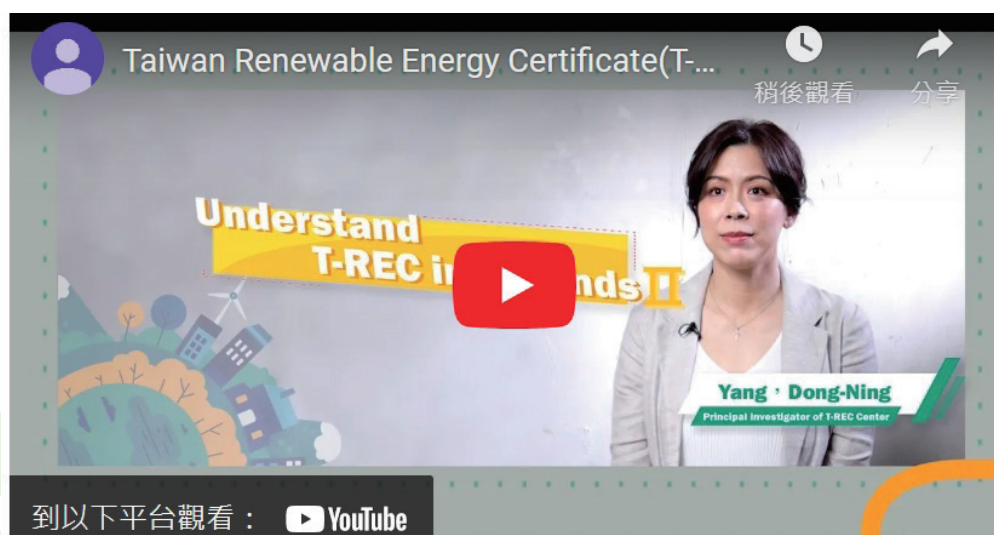 Taiwan Renewable Energy Certificate(T-...
稍後觀看
分享
Understand
T-REC in
nds II
Yang,Dong-Ning
Principal Investigator of T-REC Center
到以下平台觀看：
YouTube